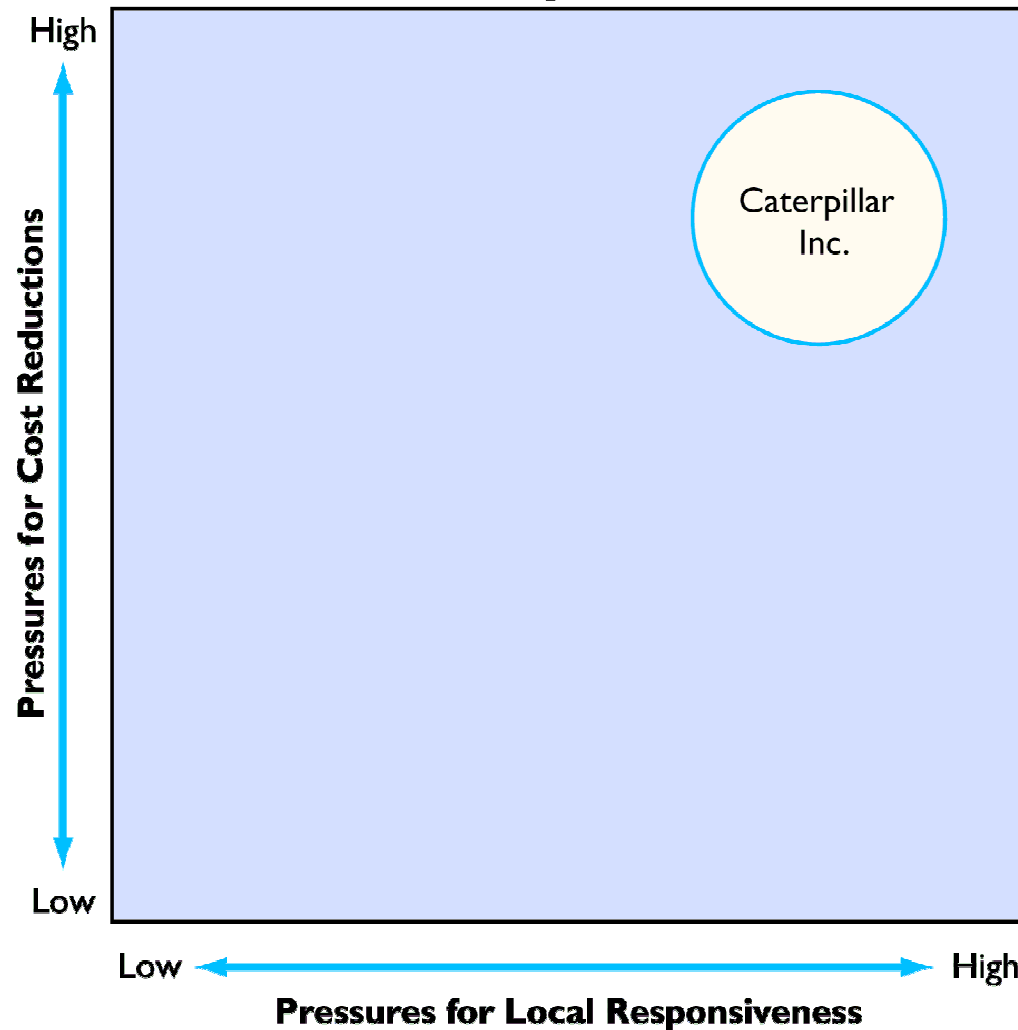 High
Pressures for Cost Reductions
Caterpillar
Inc.
Low
Low
High
Pressures for Local Responsiveness